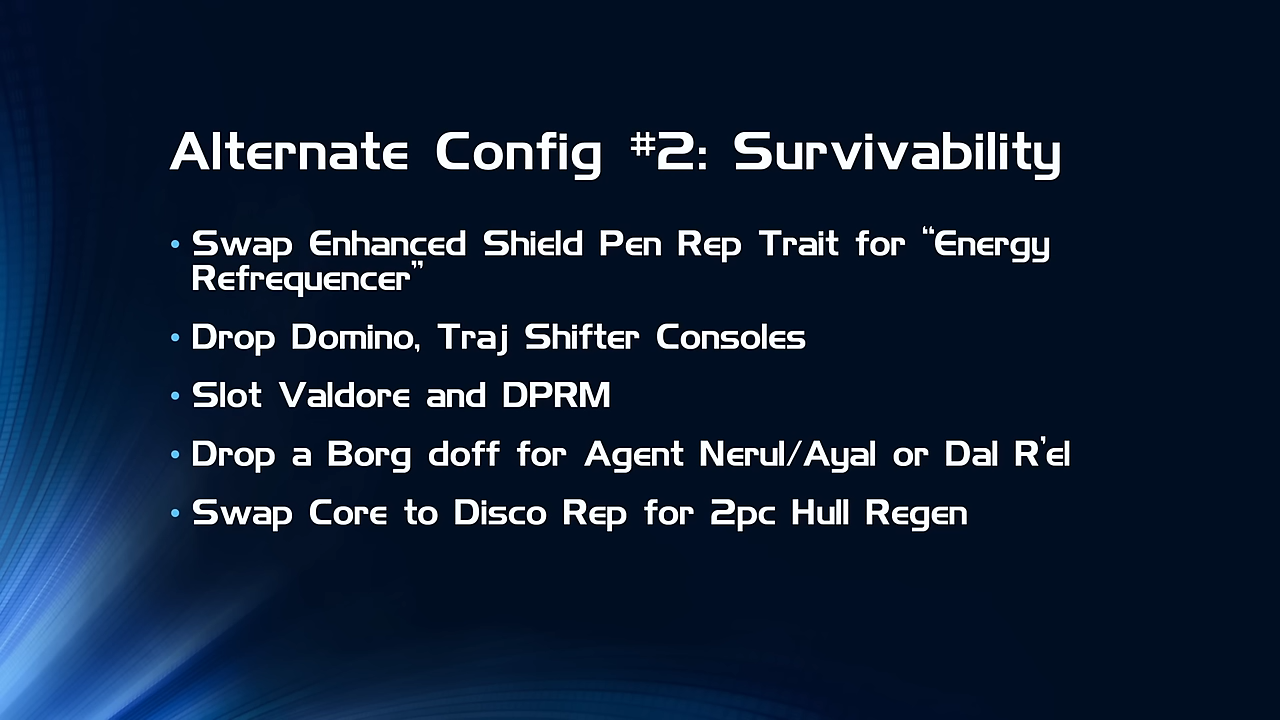 Alternate Config #2: Survivability
• Swap Enhanced Shield Pen Rep Trait for “Energy
Refrequencer”
• Drop Domino, Traj Shifter Consoles
• Slot Valdore and DPRM
• Drop a Borg doff for Agent Nerul/Ayal or Dal R’el
• Swap Core to Disco Rep for 2pc Hull Regen